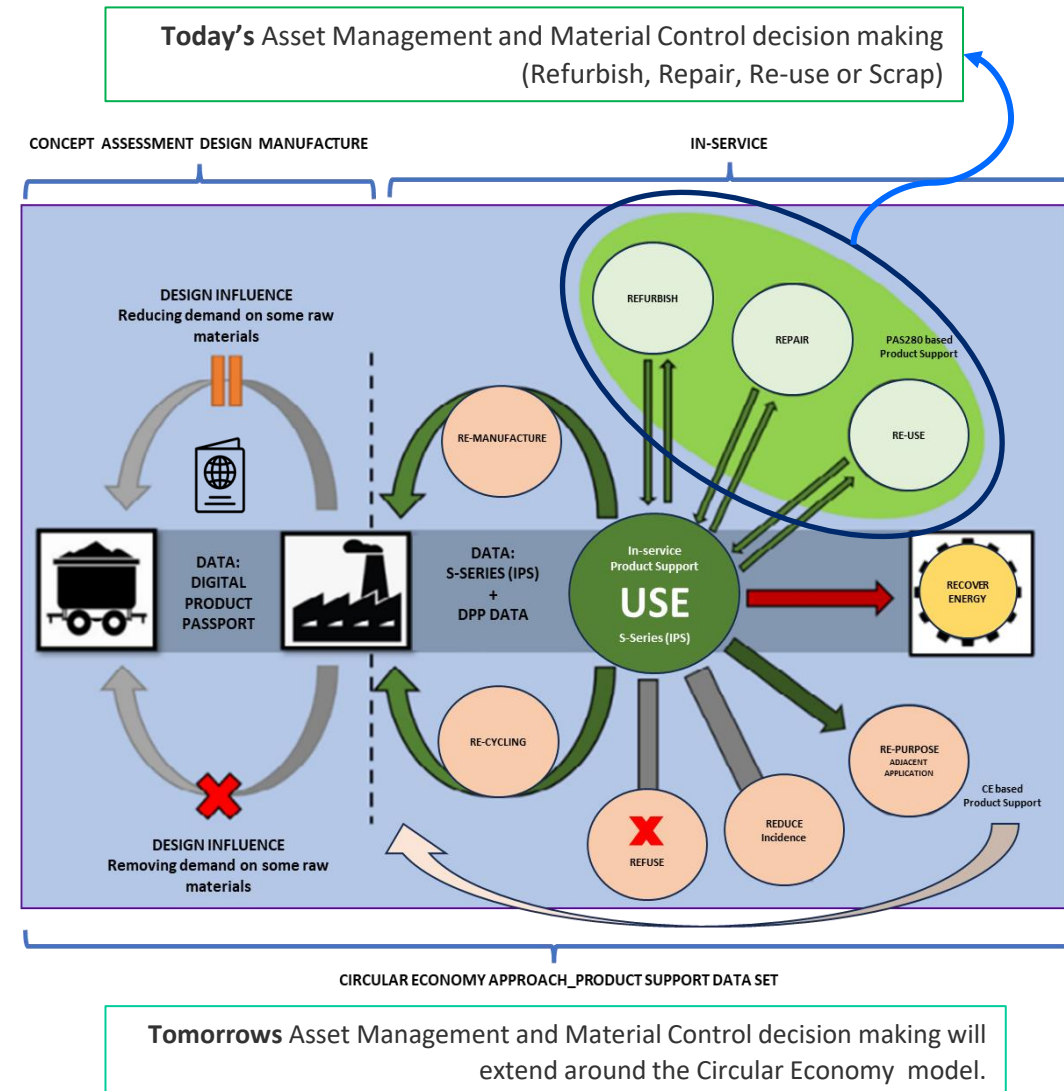 Today's Asset Management and Material Control decision making
(Refurbish, Repair, Re-use or Scrap)
CONCEPT ASSESSMENT DESIGN MANUFACTURE
IN-SERVICE
DESIGN INFLUENCE
Reducing demand on some raw
materials
REFURBISH
REPAIR
PAS280 based
Product Support
RE-USE
RE-MANUFACTURE
DATA:
DIGITAL
PRODUCT
PASSPORT
DATA:
S-SERIES (IPS)
+
DPP DATA
In-service
Product Support
USE
S-Series (IPS)
RECOVER
ENERGY
RE-CYCLING
RE-PURPOSE
ADJACENT
APPLICATION
CE based
Product Support
REDUCE
Incidence
REFUSE
DESIGN INFLUENCE
Removing demand on some raw
materials
CIRCULAR ECONOMY APPROACH_PRODUCT SUPPORT DATA SET
Tomorrows Asset Management and Material Control decision making will
extend around the Circular Economy model.